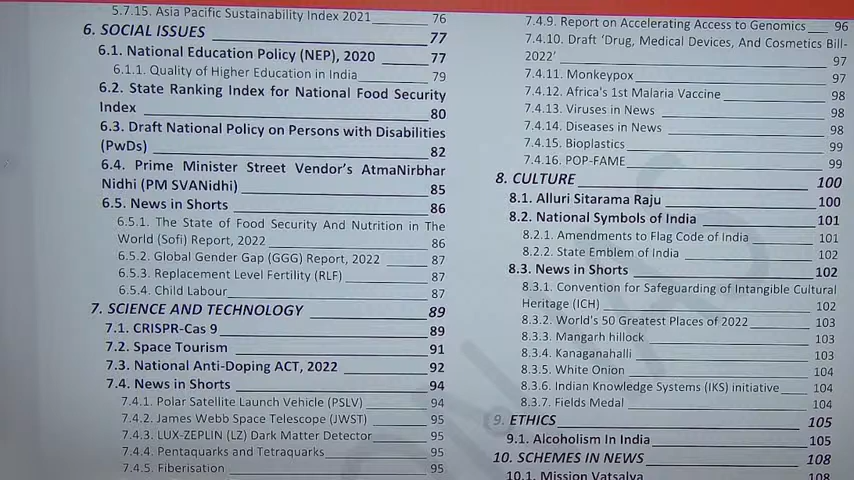 5.7.15. Asia Pacific Sustainability Index 2021 76
6. SOCIAL ISSUES 77
6.1. National Education Policy (NEP), 2020 77
6.1.1. Quality of Higher Education in India 79
6.2. State Ranking Index for National Food Security
Index 80
6.3. Draft National Policy on Persons with Disabilities
(PwDs) 82
6.4. Prime Minister Street Vendor's AtmaNirbhar
Nidhi (PM SVANidhi) 85
6.5. News in Shorts 86
6.5.1. The State of Food Security And Nutrition in The
World (Sofi) Report, 2022 86
6.5.2. Global Gender Gap (GGG) Report, 2022 87
6.5.3. Replacement Level Fertility (RLF) 87
6.5.4. Child Labour 87
7. SCIENCE AND TECHNOLOGY 89
7.1. CRISPR-Cas 9 89
7.2. Space Tourism 91
7.3. National Anti-Doping ACT, 2022 92
7.4. News in Shorts 94
7.4.1. Polar Satellite Launch Vehicle (PSLV) 94
7.4.2. James Webb Space Telescope (JWST) 95
7.4.3. LUX-ZEPLIN (LZ) Dark Matter Detector 95
7.4.4. Pentaquarks and Tetraquarks 95
7.4.5. Fiberisation 95
7.4.9. Report on Accelerating Access to Genomics 96
7.4.10. Draft 'Drug, Medical Devices, And Cosmetics Bill-
2022' 97
7.4.11. Monkeypox 97
7.4.12. Africa's 1st Malaria Vaccine 98
7.4.13. Viruses in News 98
7.4.14. Diseases in News 98
7.4.15. Bioplastics 99
7.4.16. POP-FAME 99
8. CULTURE 100
8.1. Alluri Sitarama Raju 100
8.2. National Symbols of India 101
8.2.1. Amendments to Flag Code of India 101
8.2.2. State Emblem of India 102
8.3. News in Shorts 102
8.3.1. Convention for Safeguarding of Intangible Cultural
Heritage (ICH) 102
8.3.2. World's 50 Greatest Places of 2022 103
8.3.3. Mangarh hillock 103
8.3.4. Kanaganahalli 103
8.3.5. White Onion 104
8.3.6. Indian Knowledge Systems (IKS) initiative 104
8.3.7. Fields Medal 104
9. ETHICS 105
9.1. Alcoholism In India 105
10. SCHEMES IN NEWS 108
10.1. Mission Vatsalya 108